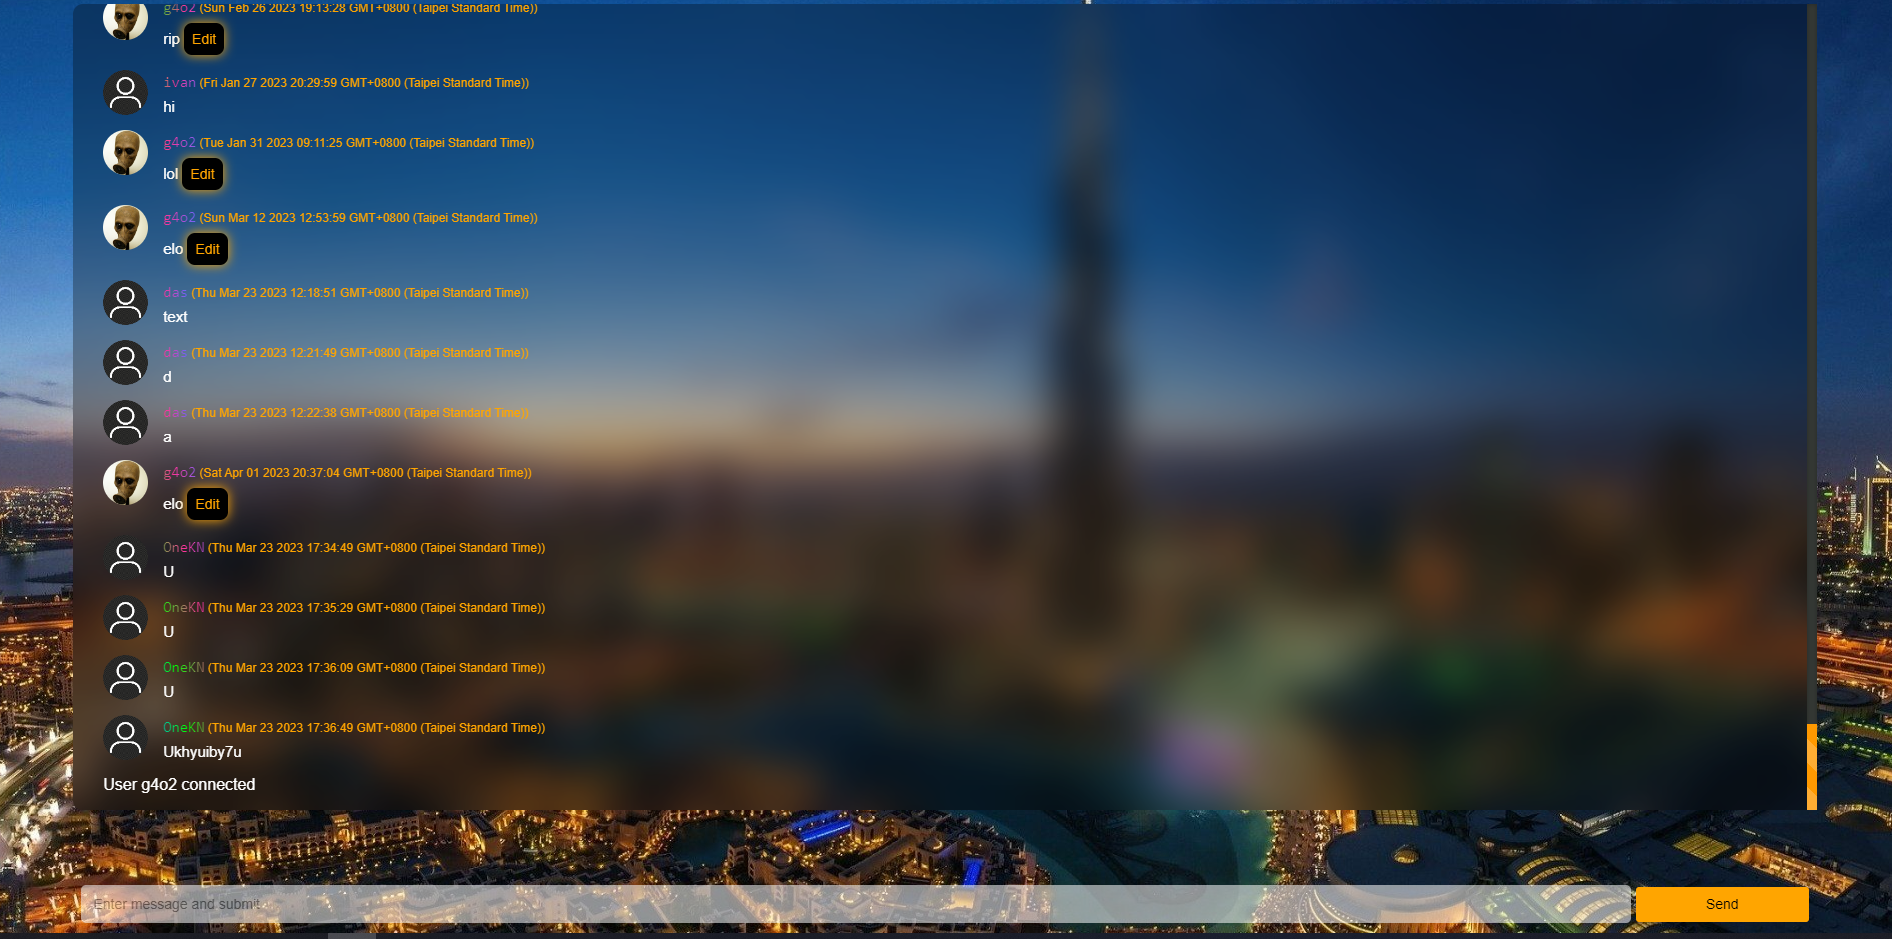 g4o2 (Sun Feb 26 2023 19:13:28 GMT+0800 (Taipei Standard Time))
rip Edit
ivan (Fri Jan 27 2023 20:29:59 GMT+0800 (Taipei Standard Time))
hi
g4o2 (Tue Jan 31 2023 09:11:25 GMT+0800 (Taipei Standard Time))
lol Edit
g4o2 (Sun Mar 12 2023 12:53:59 GMT+0800 (Taipei Standard Time))
elo Edit
das (Thu Mar 23 2023 12:18:51 GMT+0800 (Taipei Standard Time))
text
das (Thu Mar 23 2023 12:21:49 GMT+0800 (Taipei Standard Time))
d
das (Thu Mar 23 2023 12:22:38 GMT+0800 (Taipei Standard Time))
a
g4o2 (Sat Apr 01 2023 20:37:04 GMT+0800 (Taipei Standard Time))
elo Edit
OneKN (Thu Mar 23 2023 17:34:49 GMT+0800 (Taipei Standard Time))
U
OneKN (Thu Mar 23 2023 17:35:29 GMT+0800 (Taipei Standard Time))
U
OneKN (Thu Mar 23 2023 17:36:09 GMT+0800 (Taipei Standard Time))
U
OneKN (Thu Mar 23 2023 17:36:49 GMT+0800 (Taipei Standard Time))
Ukhyuiby7u
User g4o2 connected
Enter message and submit
Send